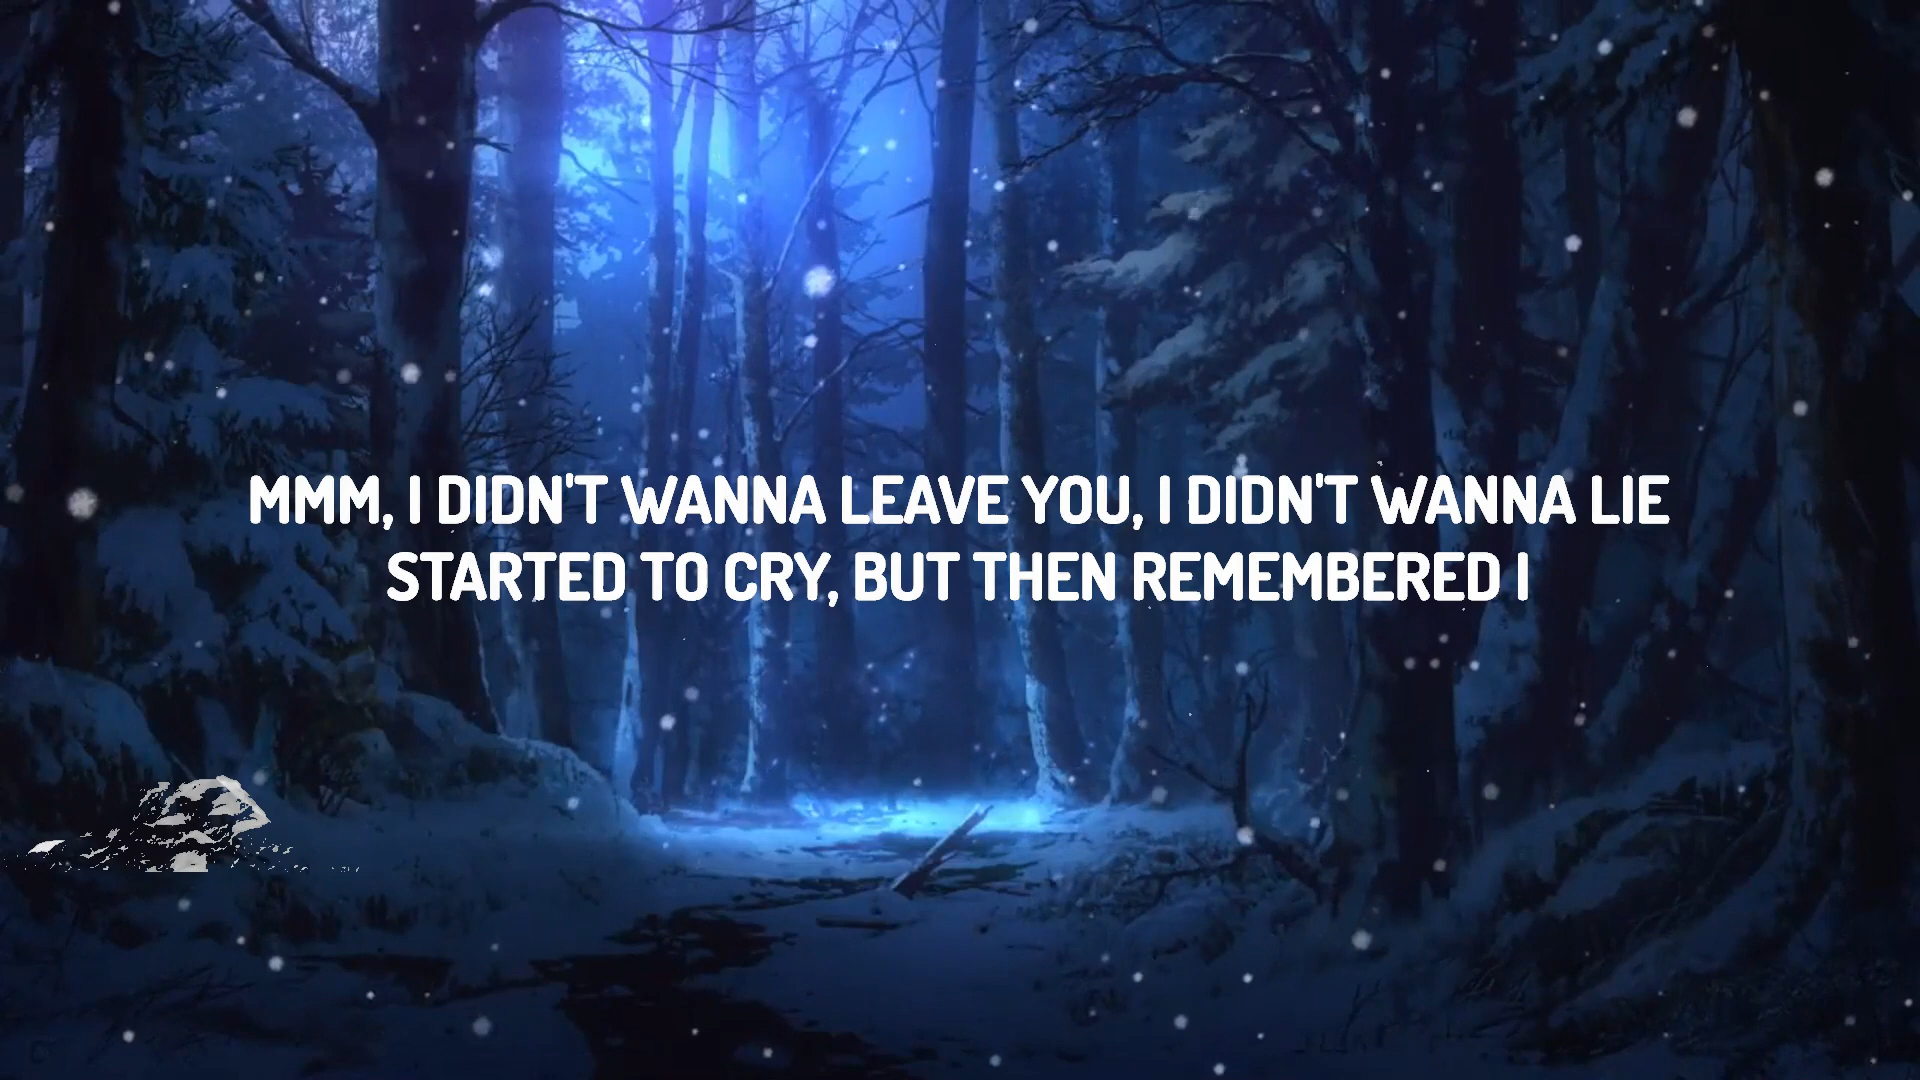 MMM, I DIDN'T WANNA LEAVE YOU, I DIDN'T WANNA LIE
STARTED TO CRY, BUT THEN REMEMBERED I